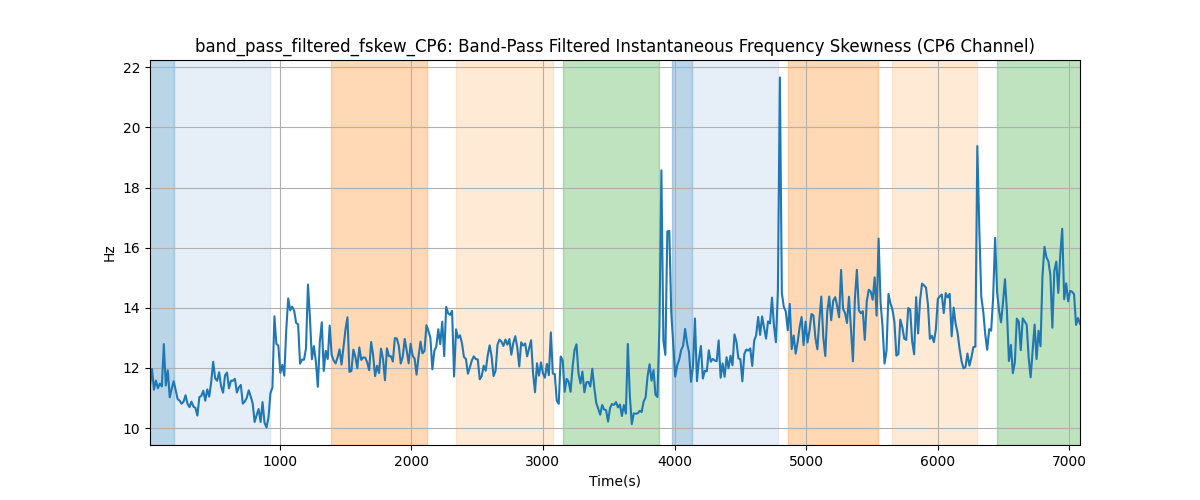 band_pass_filtered_fskew_CP6: Band-Pass Filtered Instantaneous Frequency Skewness (CP6 Channel)
22
20
18
16
14
12
10
Hz
1000 2000 3000 4000 5000 6000 7000
Time(s)